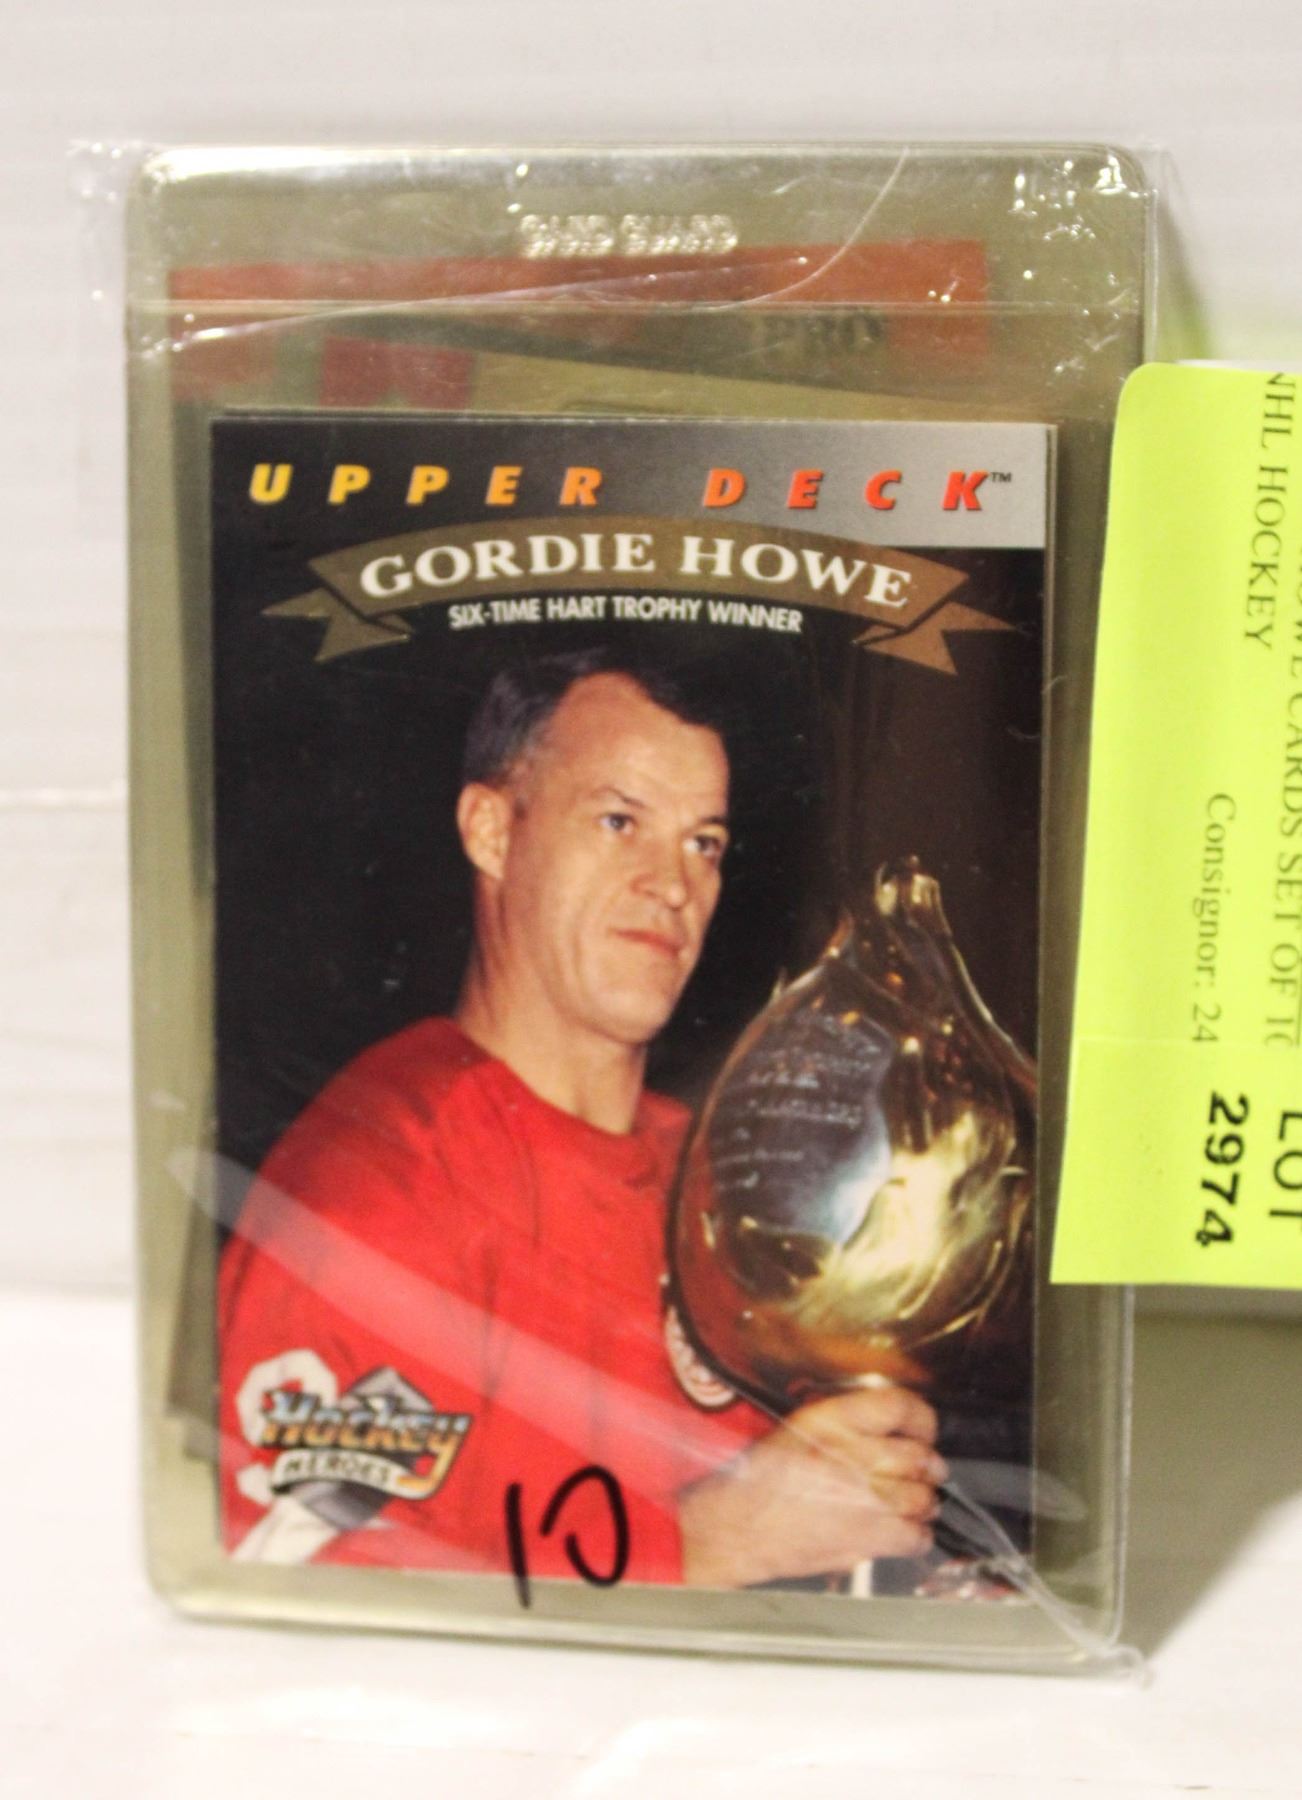 CARD GUARD
PRO
UPPER DECK™
GORDIE HOWE
SIX-TIME HART TROPHY WINNER
Hockey
HEROES
10
CARDS SET OF 10
NHL HOCKEY
Consignor: 24
LOT
2974